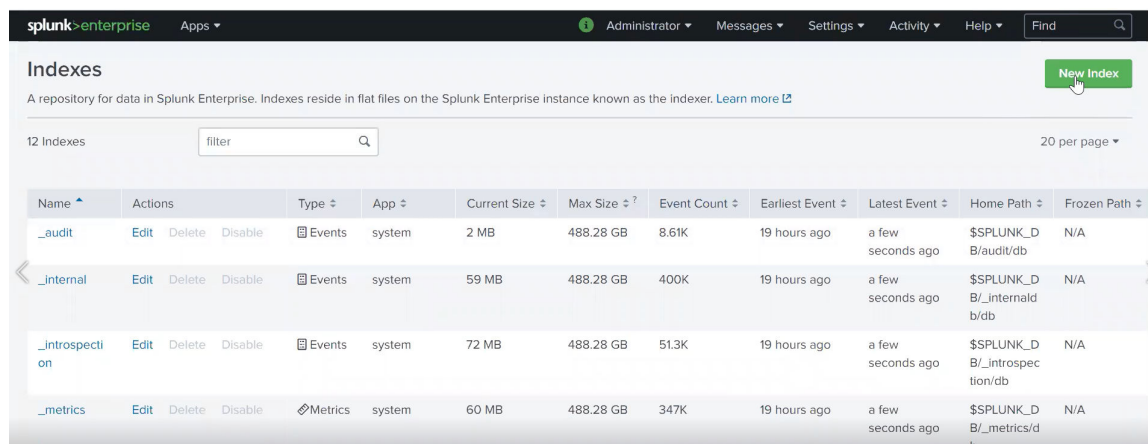 splunk>enterprise Apps ▾ Administrator ▾ Messages ▾ Settings ▾ Activity ▾ Help ▾ Find
Indexes
New Index
A repository for data in Splunk Enterprise. Indexes reside in flat files on the Splunk Enterprise instance known as the indexer. Learn more
12 Indexes filter 20 per page ▾
Name Actions Type App Current Size Max Size ? Event Count Earliest Event Latest Event Home Path Frozen Path
_audit Edit Delete Disable Events system 2 MB 488.28 GB 8.61K 19 hours ago a few $SPLUNK_D N/A
seconds ago B/audit/db
_internal Edit Delete Disable Events system 59 MB 488.28 GB 400K 19 hours ago a few $SPLUNK_D N/A
seconds ago B/_internald
b/db
_introspecti Edit Delete Disable Events system 72 MB 488.28 GB 51.3K 19 hours ago a few $SPLUNK_D N/A
on seconds ago B/_introspec
tion/db
_metrics Edit Delete Disable Metrics system 60 MB 488.28 GB 347K 19 hours ago a few $SPLUNK_D N/A
seconds ago B/_metrics/d